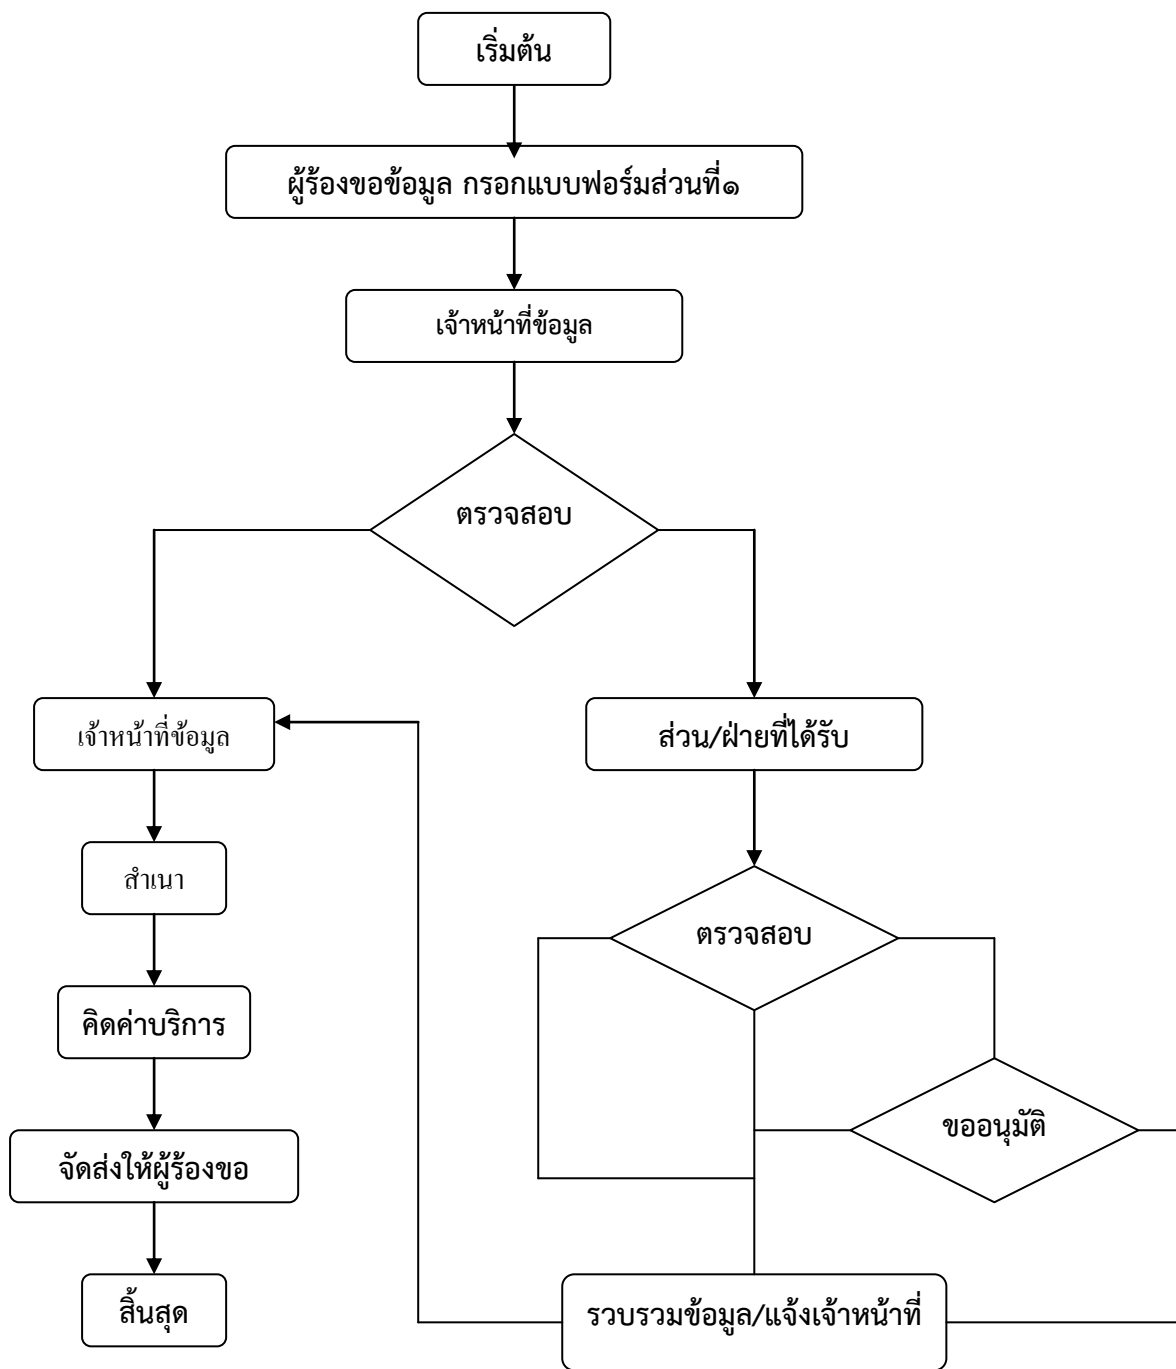 เริ่มต้น
ผู้ร้องขอข้อมูล กรอกแบบฟอร์มส่วนที่๑
เจ้าหน้าที่ข้อมูล
ตรวจสอบ
เจ้าหน้าที่ข้อมูล
ส่วน/ฝ่ายที่ได้รับ
สำเนา
ตรวจสอบ
คิดค่าบริการ
ขออนุมัติ
จัดส่งให้ผู้ร้องขอ
สิ้นสุด
รวบรวมข้อมูล/แจ้งเจ้าหน้าที่